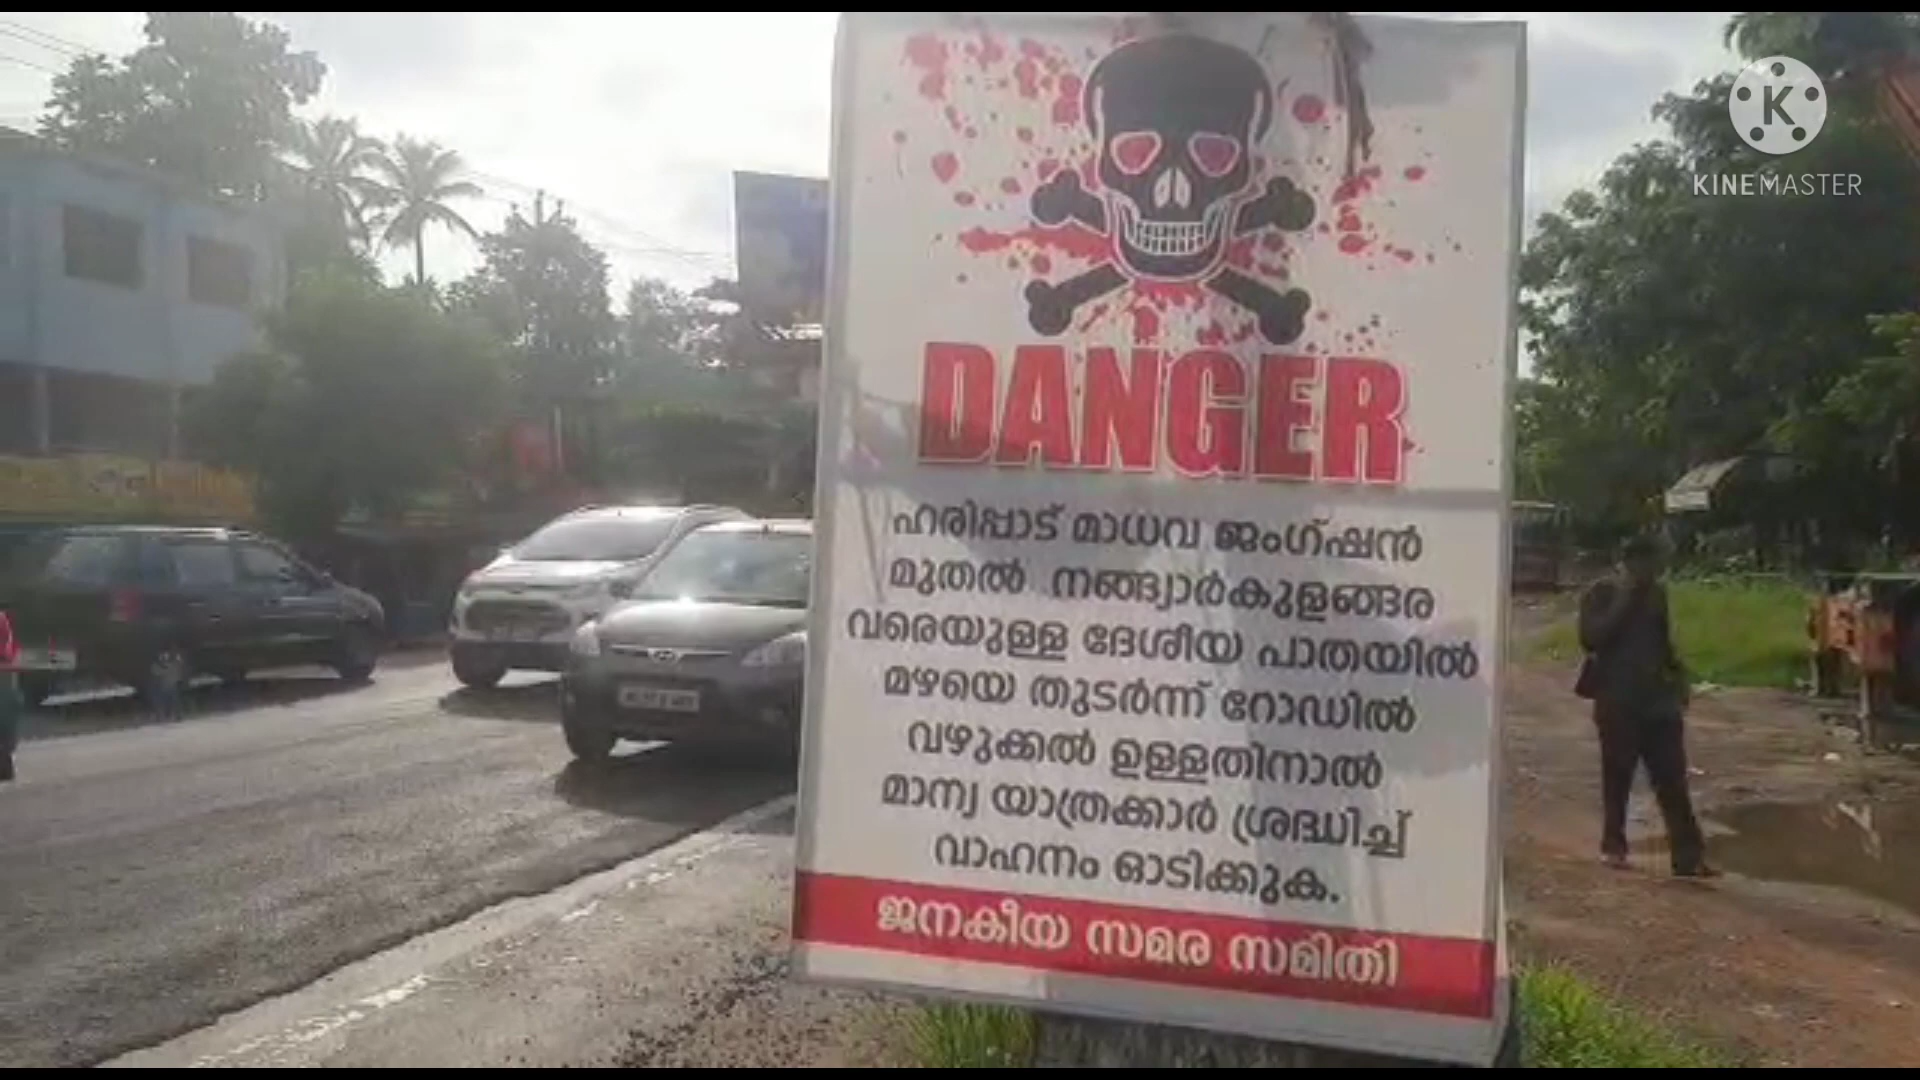 KINEMASTER
DANGER
ഹരിപ്പാട് മാധവ ജംഗ്ഷൻ
മുതൽ നങ്ങ്യാർകുളങ്ങര
വരെയുള്ള ദേശീയ പാതയിൽ
മഴയെ തുടർന്ന് റോഡിൽ
വഴുക്കൽ ഉള്ളതിനാൽ
മാന്യ യാത്രക്കാർ ശ്രദ്ധിച്ച്
വാഹനം ഓടിക്കുക.
ജനകീയ സമര സമിതി